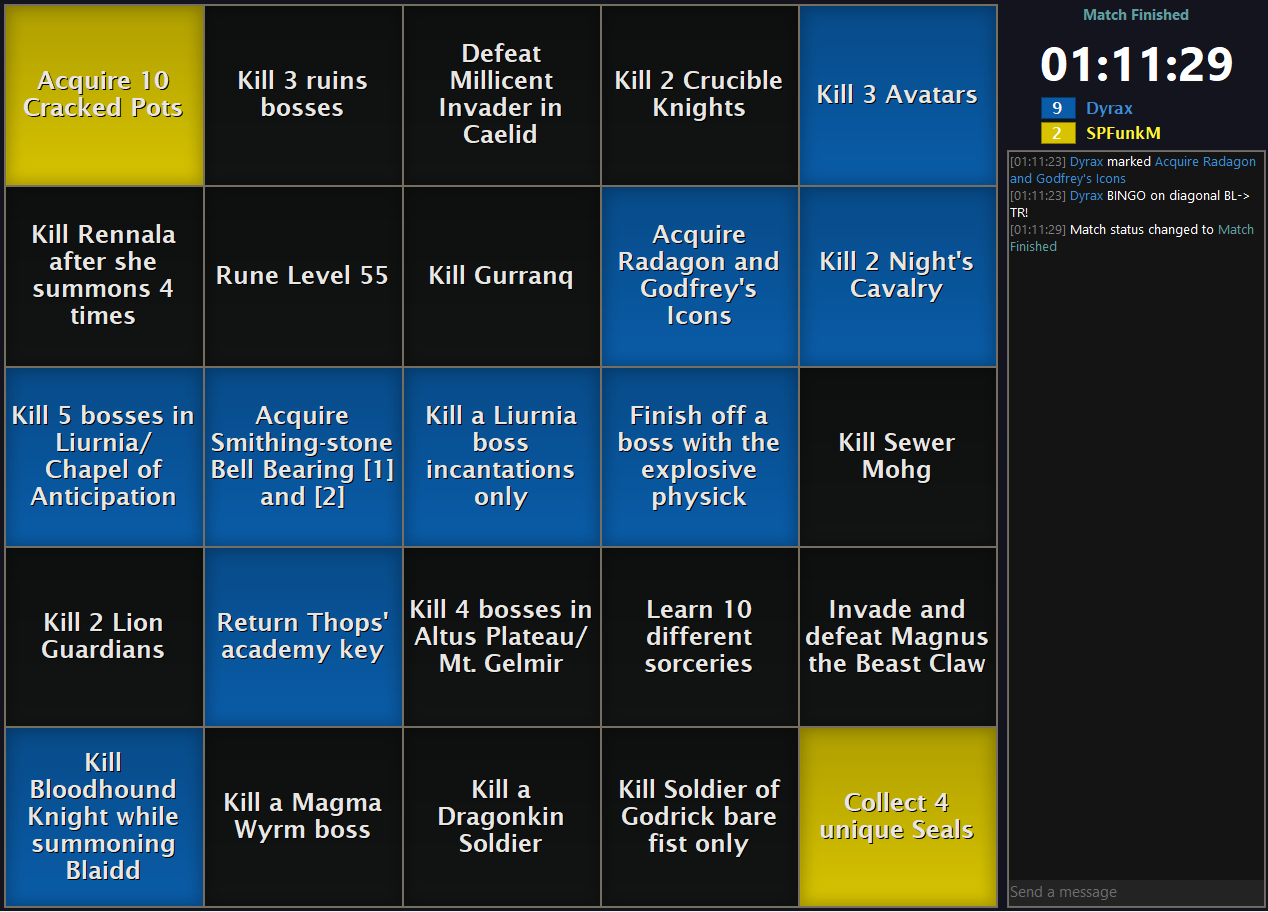 Acquire 10
Cracked Pots
Kill 3 ruins
bosses
Defeat
Millicent
Invader in
Caelid
Kill 2 Crucible
Knights
Kill 3 Avatars
Kill Rennala
after she
summons 4
times
Rune Level 55
Kill Gurranq
Acquire
Radagon and
Godfrey's
Icons
Kill 2 Night's
Cavalry
Kill 5 bosses in
Liurnia/
Chapel of
Anticipation
Acquire
Smithing-stone
Bell Bearing [1]
and [2]
Kill a Liurnia
boss
incantations
only
Finish off a
boss with the
explosive
physick
Kill Sewer
Mohg
Kill 2 Lion
Guardians
Return Thops'
academy key
Kill 4 bosses in
Altus Plateau/
Mt. Gelmir
Learn 10
different
sorceries
Invade and
defeat Magnus
the Beast Claw
Kill
Bloodhound
Knight while
summoning
Blaidd
Kill a Magma
Wyrm boss
Kill a
Dragonkin
Soldier
Kill Soldier of
Godrick bare
fist only
Collect 4
unique Seals
Match Finished
01:11:29
9 Dyrax
2 SPFunkM
[01:11:23] Dyrax marked Acquire Radagon
and Godfrey's Icons
[01:11:23] Dyrax BINGO on diagonal BL->
TR!
[01:11:29] Match status changed to Match
Finished
Send a message